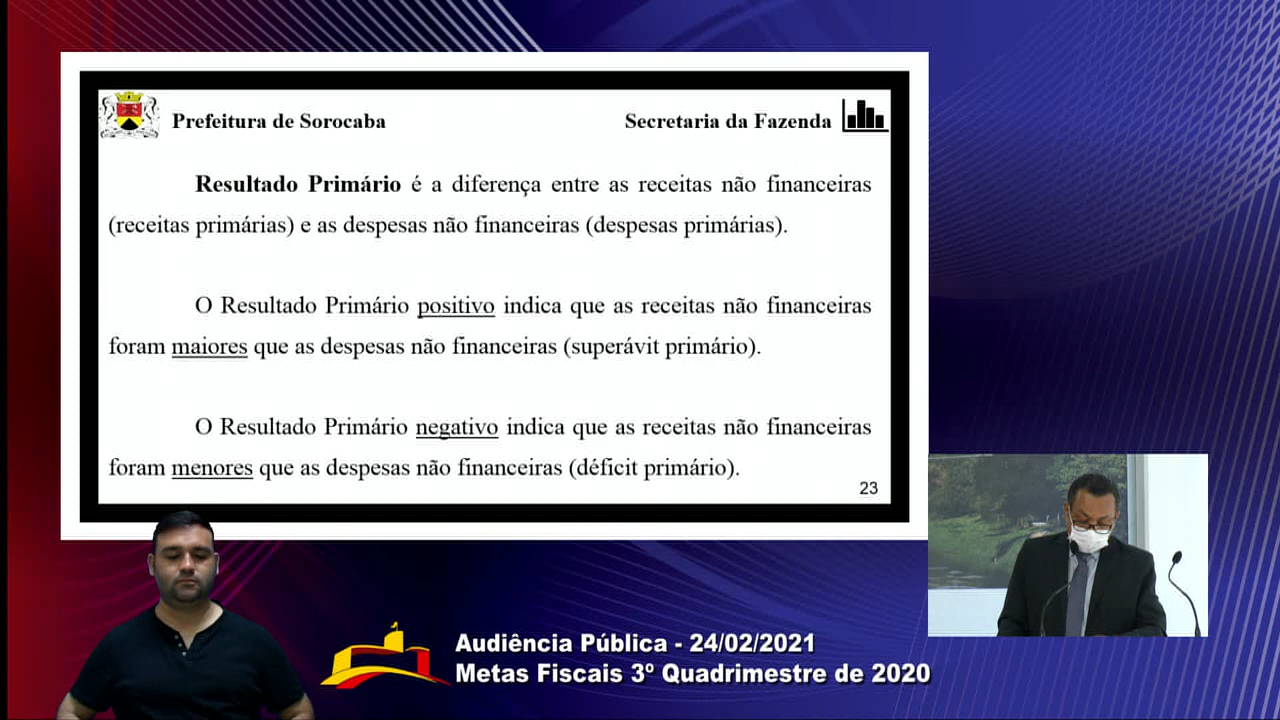 Prefeitura de Sorocaba
Secretaria da Fazenda
Resultado Primário é a diferença entre as receitas não financeiras
(receitas primárias) e as despesas não financeiras (despesas primárias).
O Resultado Primário positivo indica que as receitas não financeiras
foram maiores que as despesas não financeiras (superávit primário).
O Resultado Primário negativo indica que as receitas não financeiras
foram menores que as despesas não financeiras (déficit primário).
23
Audiência Pública - 24/02/2021
Metas Fiscais 3º Quadrimestre de 2020